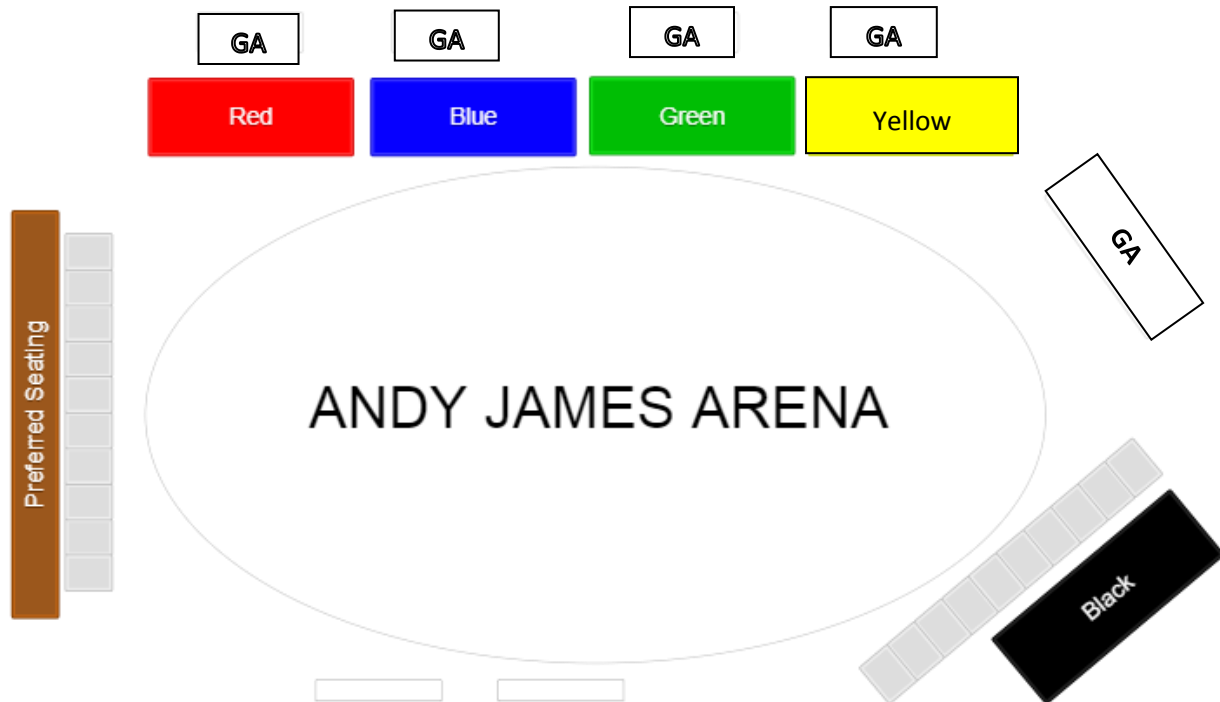 GA
GA
GA
GA
Red
Blue
Green
Yellow
GA
Preferred Seating
ANDY JAMES ARENA
Black